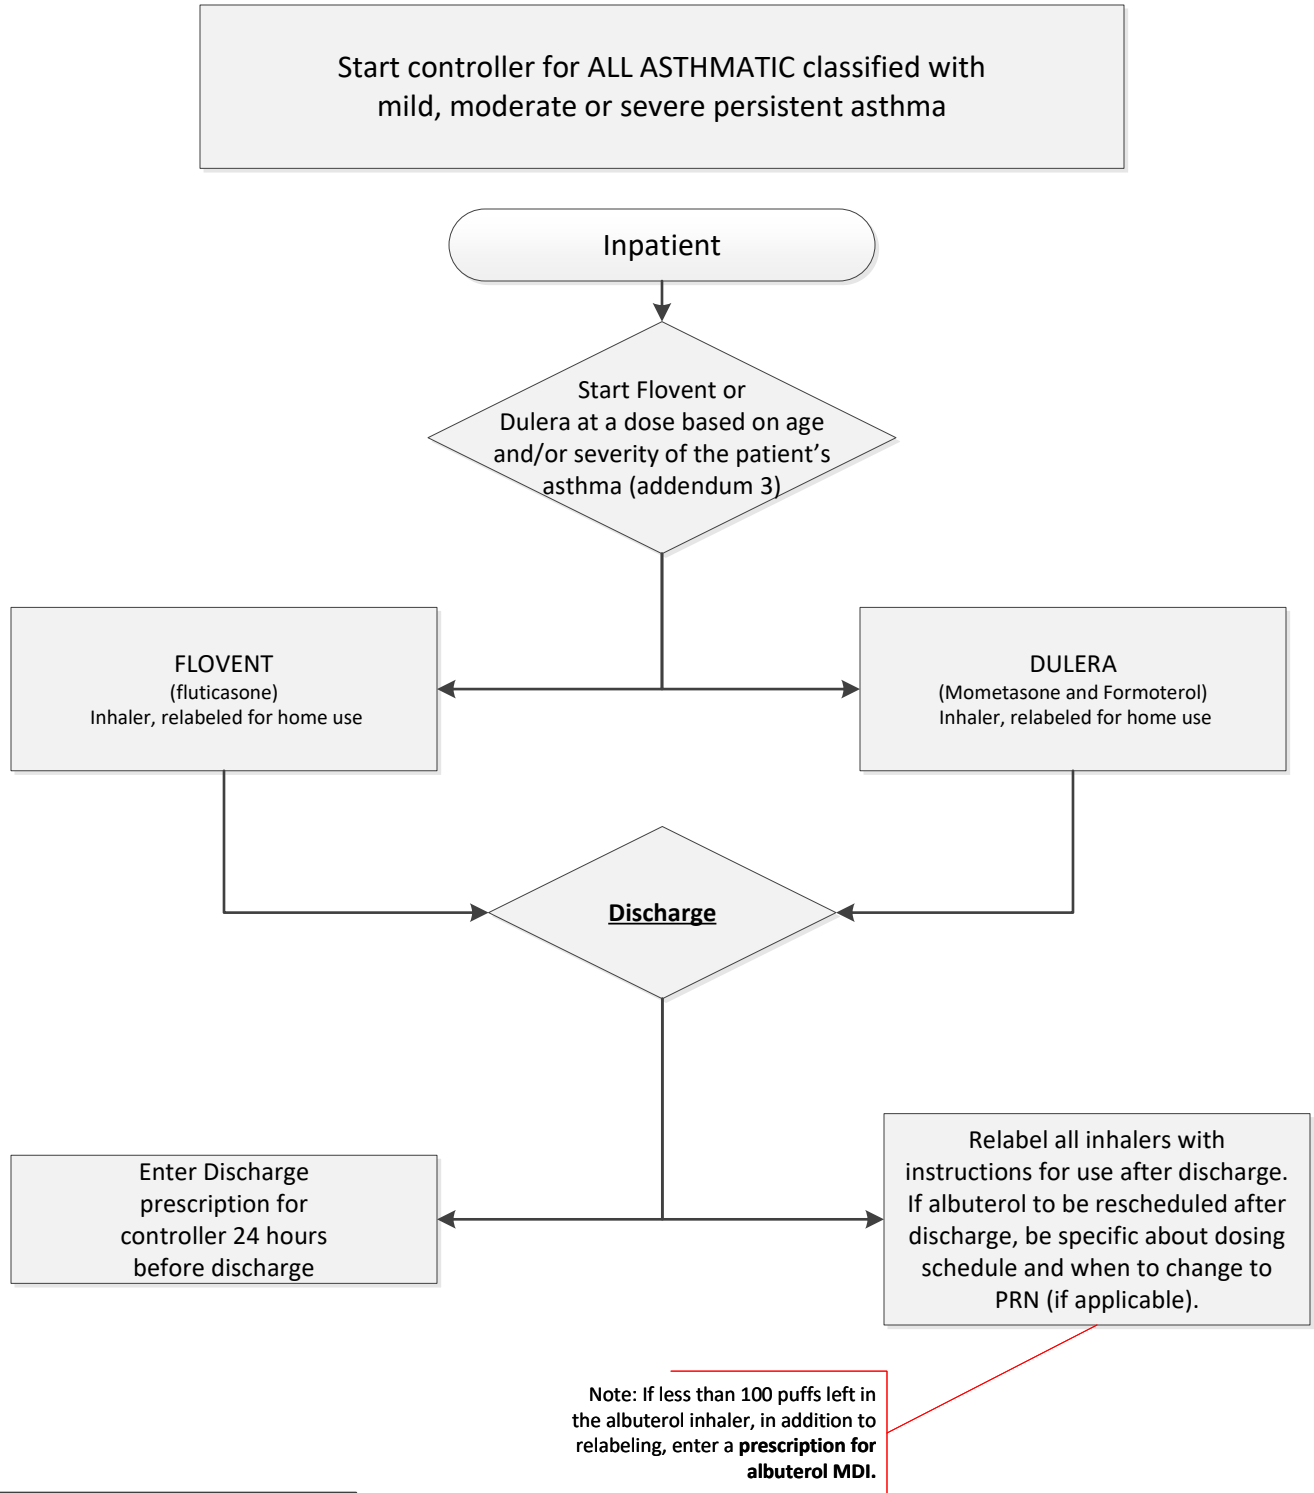 Start controller for ALL ASTHMATIC classified with
mild, moderate or severe persistent asthma
Inpatient
Start Flovent or
Dulera at a dose based on age
and/or severity of the patient’s
asthma (addendum 3)
FLOVENT
(fluticasone)
Inhaler, relabeled for home use
DULERA
(Mometasone and Formoterol)
Inhaler, relabeled for home use
Discharge
Enter Discharge
prescription for
controller 24 hours
before discharge
Relabel all inhalers with
instructions for use after discharge.
If albuterol to be rescheduled after
discharge, be specific about dosing
schedule and when to change to
PRN (if applicable).
Note: If less than 100 puffs left in
the albuterol inhaler, in addition to
relabeling, enter a prescription for
albuterol MDI.